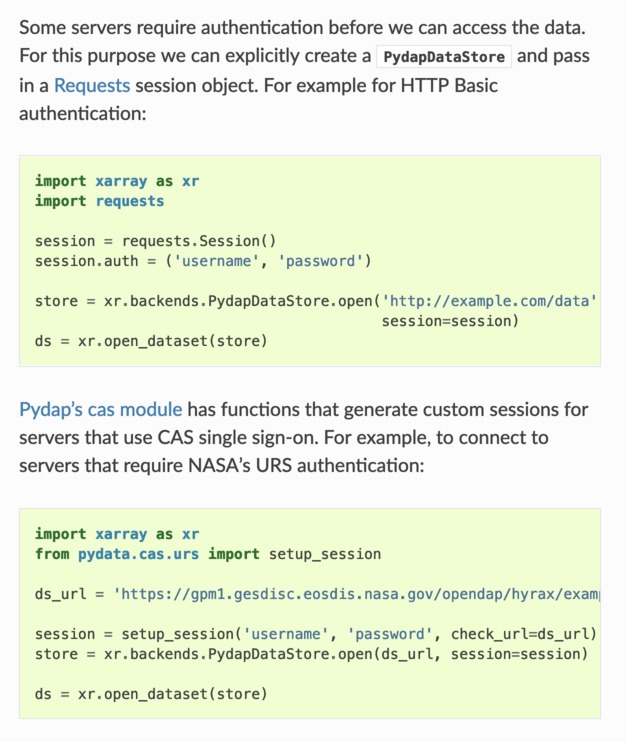 Some servers require authentication before we can access the data.
For this purpose we can explicitly create a PydapDataStore and pass
in a Requests session object. For example for HTTP Basic
authentication:
import xarray as xr
import requests
session = requests.Session()
session.auth = ('username', 'password')
store = xr.backends.PydapDataStore.open('http://example.com/data'
session=session)
ds = xr.open_dataset(store)
Pydap's cas module has functions that generate custom sessions for
servers that use CAS single sign-on. For example, to connect to
servers that require NASA's URS authentication:
import xarray as xr
from pydata.cas.urs import setup_session
ds_url = 'https://gpm1.gesdisc.eosdis.nasa.gov/opendap/hyrax/exam
session = setup_session('username', 'password', check_url=ds_url)
store = xr.backends.PydapDataStore.open(ds_url, session=session)
ds = xr.open_dataset(store)